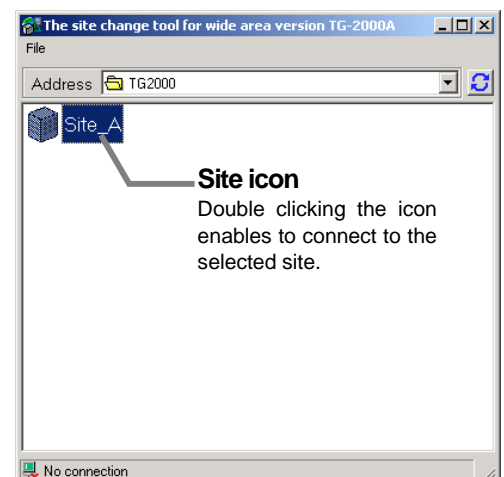 The site change tool for wide area version TG-2000A
File
Address TG2000
Site_A
Site icon
Double clicking the icon
enables to connect to the
selected site.
No connection